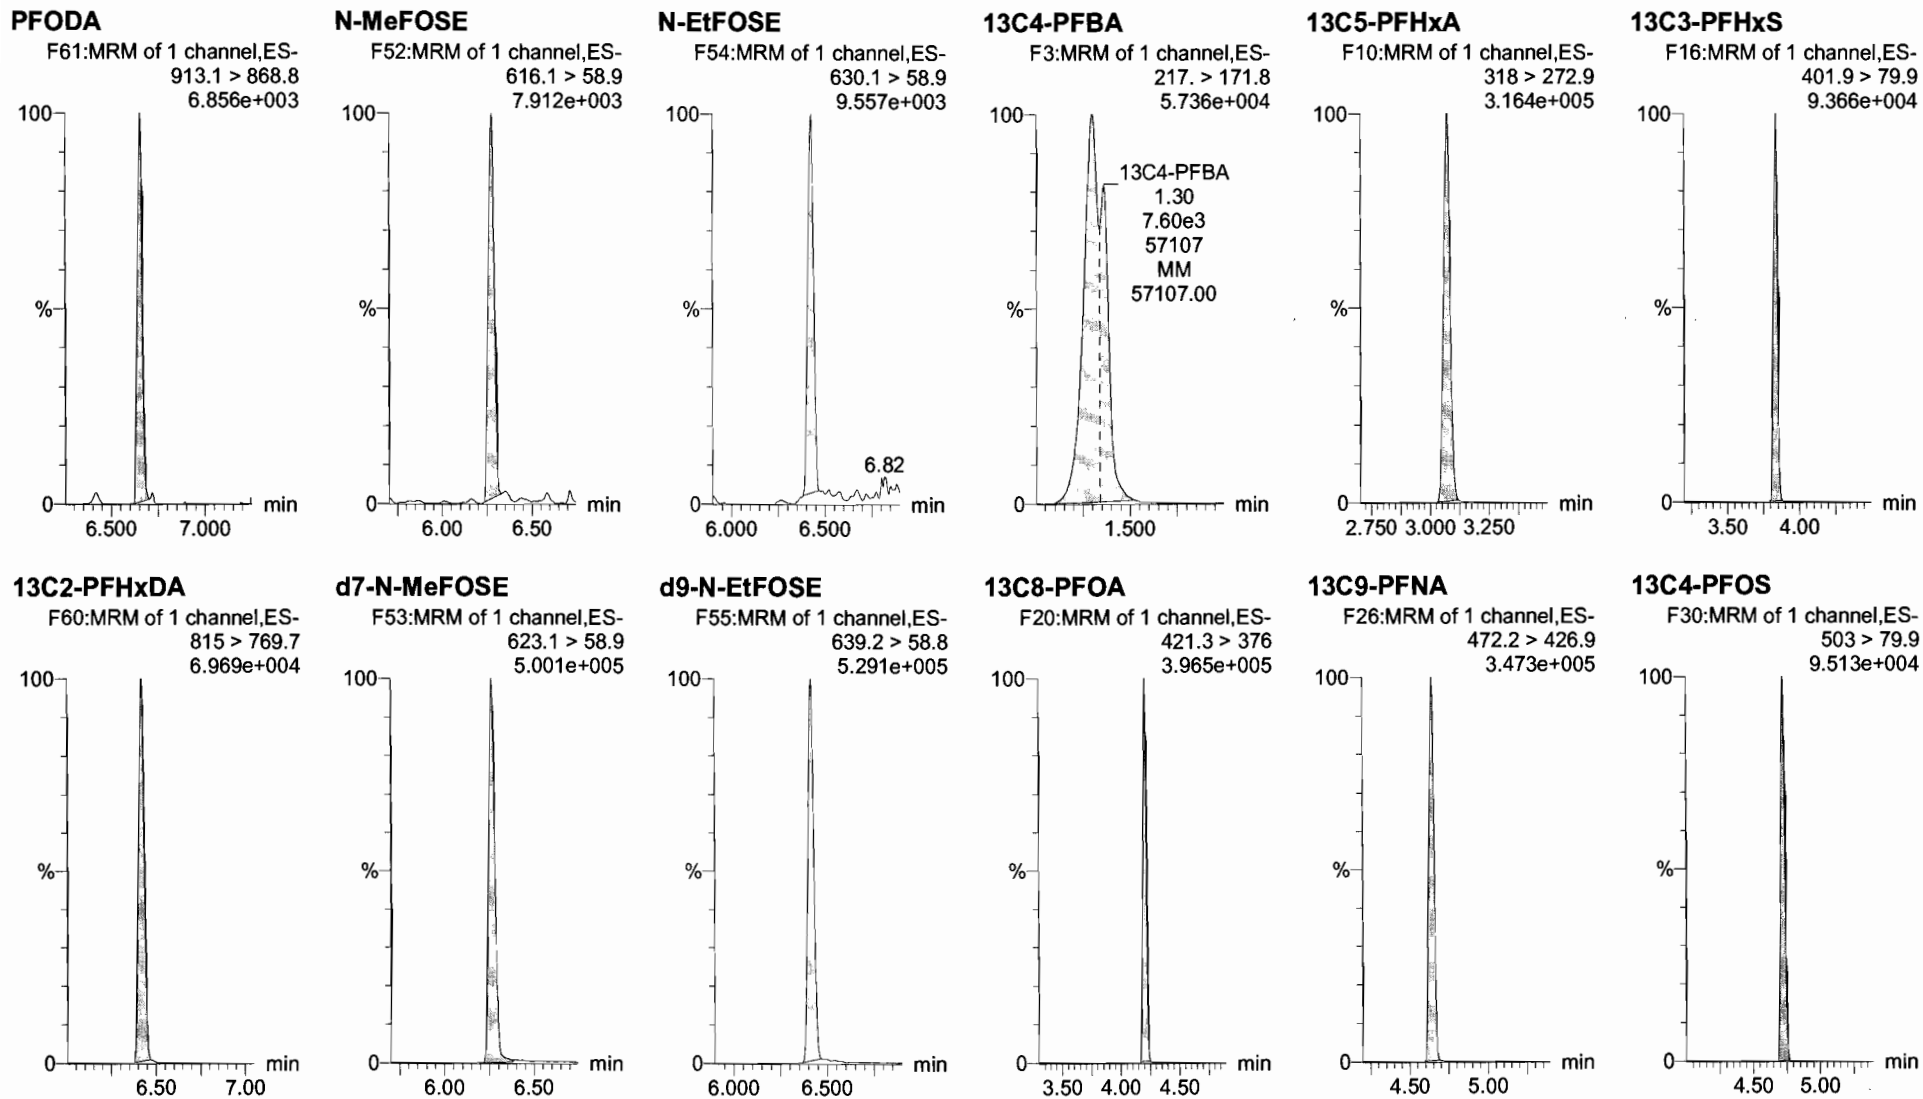 PFODA
F61:MRM of 1 channel,ES-
913.1 > 868.8
6.856e+003
100
%
0
6.500 7.000
min
N-MeFOSE
F52:MRM of 1 channel,ES-
616.1 > 58.9
7.912e+003
100
%
0
6.00 6.50
min
N-EtFOSE
F54:MRM of 1 channel,ES-
630.1 > 58.9
9.557e+003
100
%
6.82
0
6.000 6.500
min
13C4-PFBA
F3:MRM of 1 channel,ES-
217. > 171.8
5.736e+004
100
13C4-PFBA
1.30
7.60e3
57107
MM
57107.00
%
0
1.500
min
13C5-PFHxA
F10:MRM of 1 channel,ES-
318 > 272.9
3.164e+005
100
%
0
2.750 3.000 3.250
min
13C3-PFHxS
F16:MRM of 1 channel,ES-
401.9 > 79.9
9.366e+004
100
%
0
3.50 4.00
min
13C2-PFHxDA
F60:MRM of 1 channel,ES-
815 > 769.7
6.969e+004
100
%
0
6.50 7.00
min
d7-N-MeFOSE
F53:MRM of 1 channel,ES-
623.1 > 58.9
5.001e+005
100
%
0
6.00 6.50
min
d9-N-EtFOSE
F55:MRM of 1 channel,ES-
639.2 > 58.8
5.291e+005
100
%
0
6.000 6.500
min
13C8-PFOA
F20:MRM of 1 channel,ES-
421.3 > 376
3.965e+005
100
%
0
3.50 4.00 4.50
min
13C9-PFNA
F26:MRM of 1 channel,ES-
472.2 > 426.9
3.473e+005
100
%
0
4.50 5.00
min
13C4-PFOS
F30:MRM of 1 channel,ES-
503 > 79.9
9.513e+004
100
%
0
4.50 5.00
min